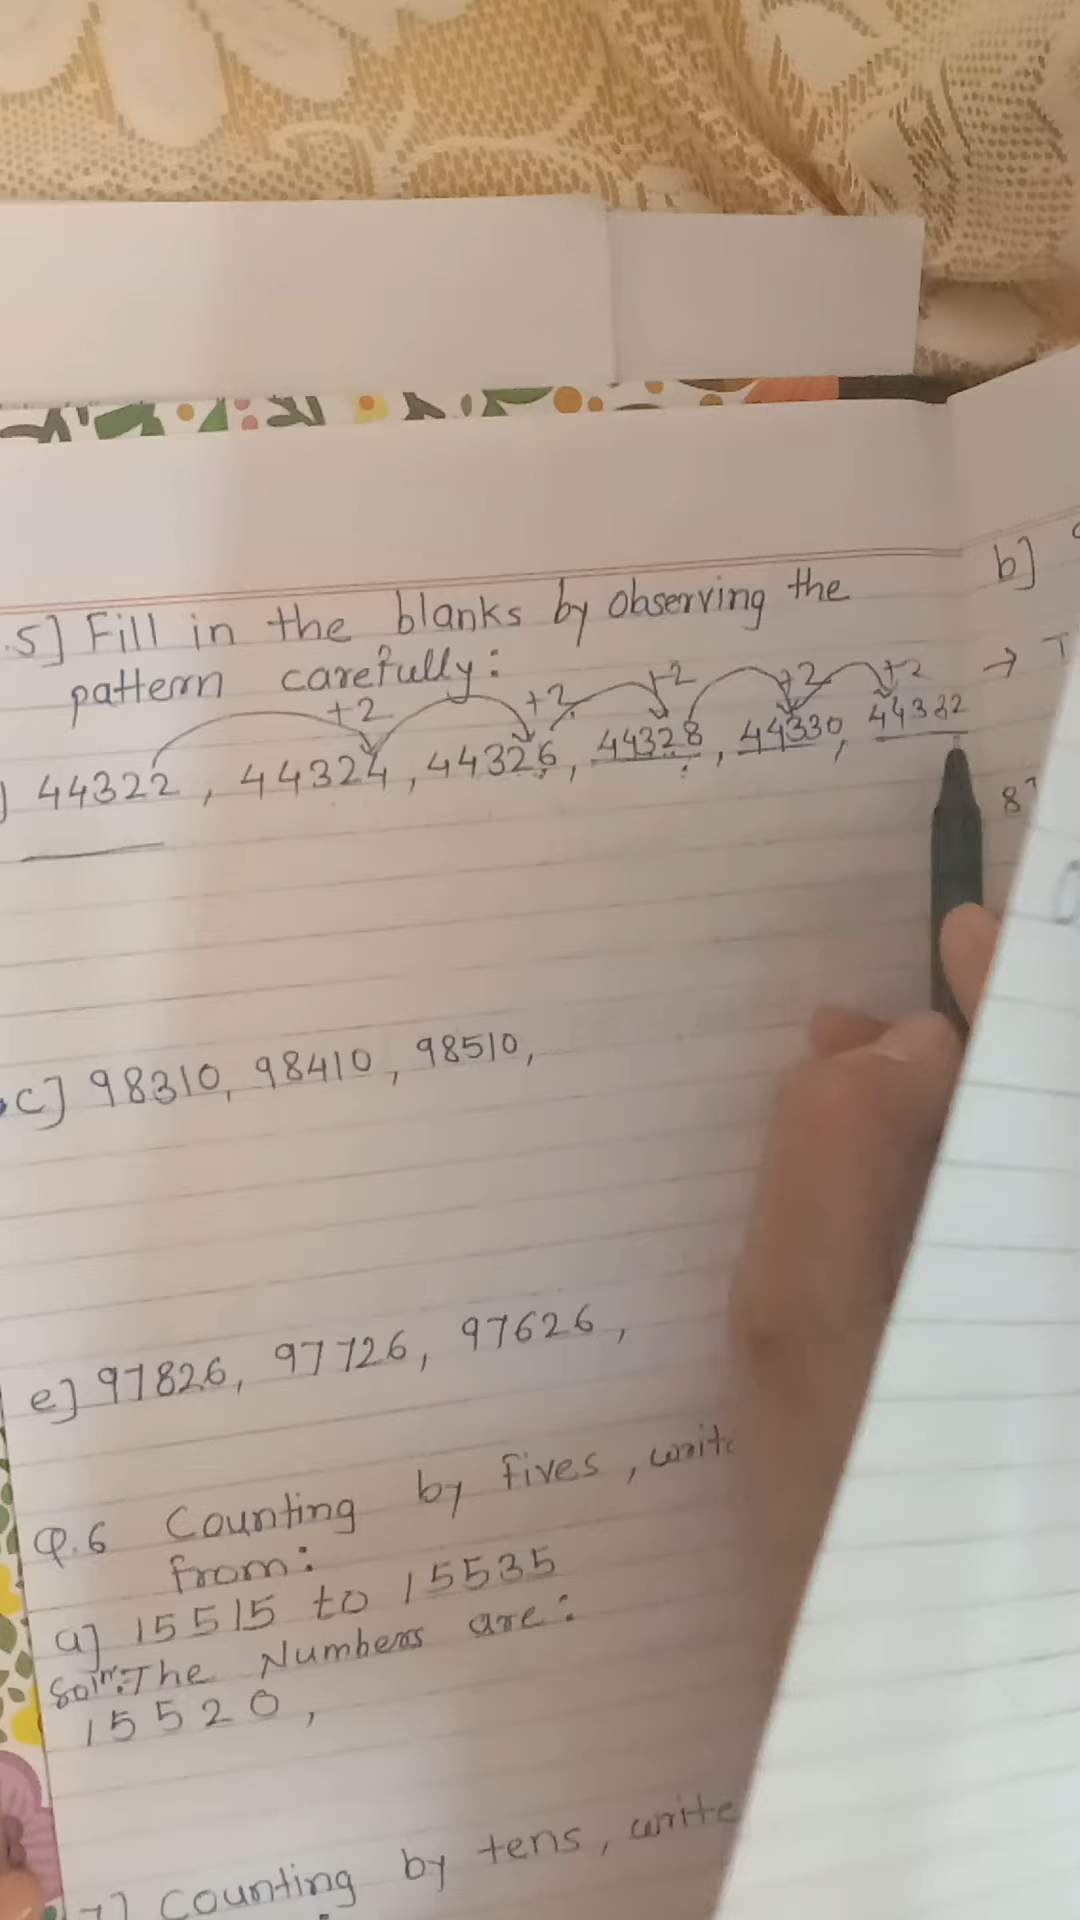 .5] Fill in the blanks by observing the
pattern carefully:
+2 +2 +2 +2 +2
] 44322, 44324, 44326, 44328, 44330, 44332
c] 98310, 98410, 98510,
e] 97826, 97726, 97626,
Q.6 Counting by fives, write
from:
a] 15515 to 15535
Solⁿ:The Numbers are:
15520,
7] Counting by tens, write
b]
→ T
8